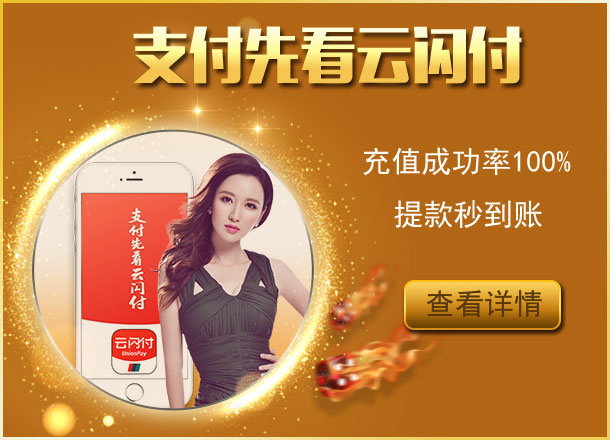 支付先看云闪付
充值成功率100%
提款秒到账
查看详情
支付先看云闪付
云闪付
UnionPay